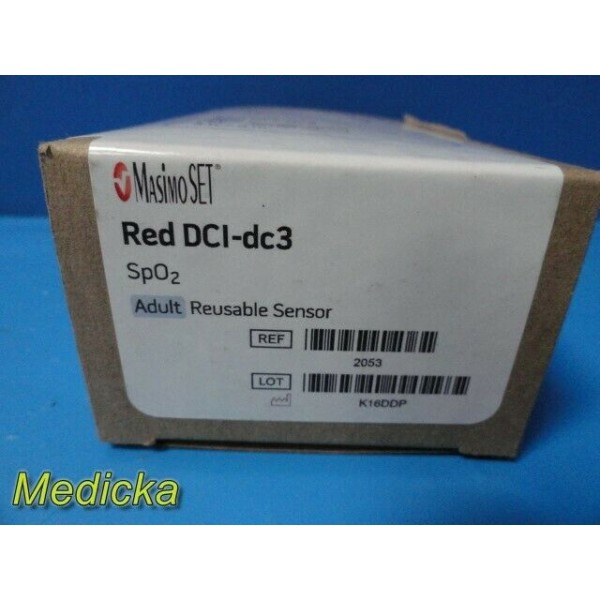 MASIMO SET®
Red DCI-dc3
SpO₂
Adult Reusable Sensor
REF
2053
LOT
K16DDP
Medicka